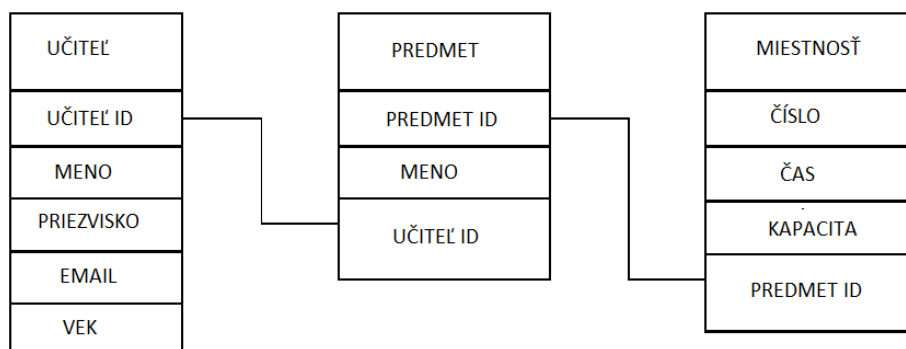 UČITEĽ
UČITEĽ ID
MENO
PRIEZVISKO
EMAIL
VEK
PREDMET
PREDMET ID
MENO
UČITEĽ ID
MIESTNOSŤ
ČÍSLO
ČAS
KAPACITA
PREDMET ID